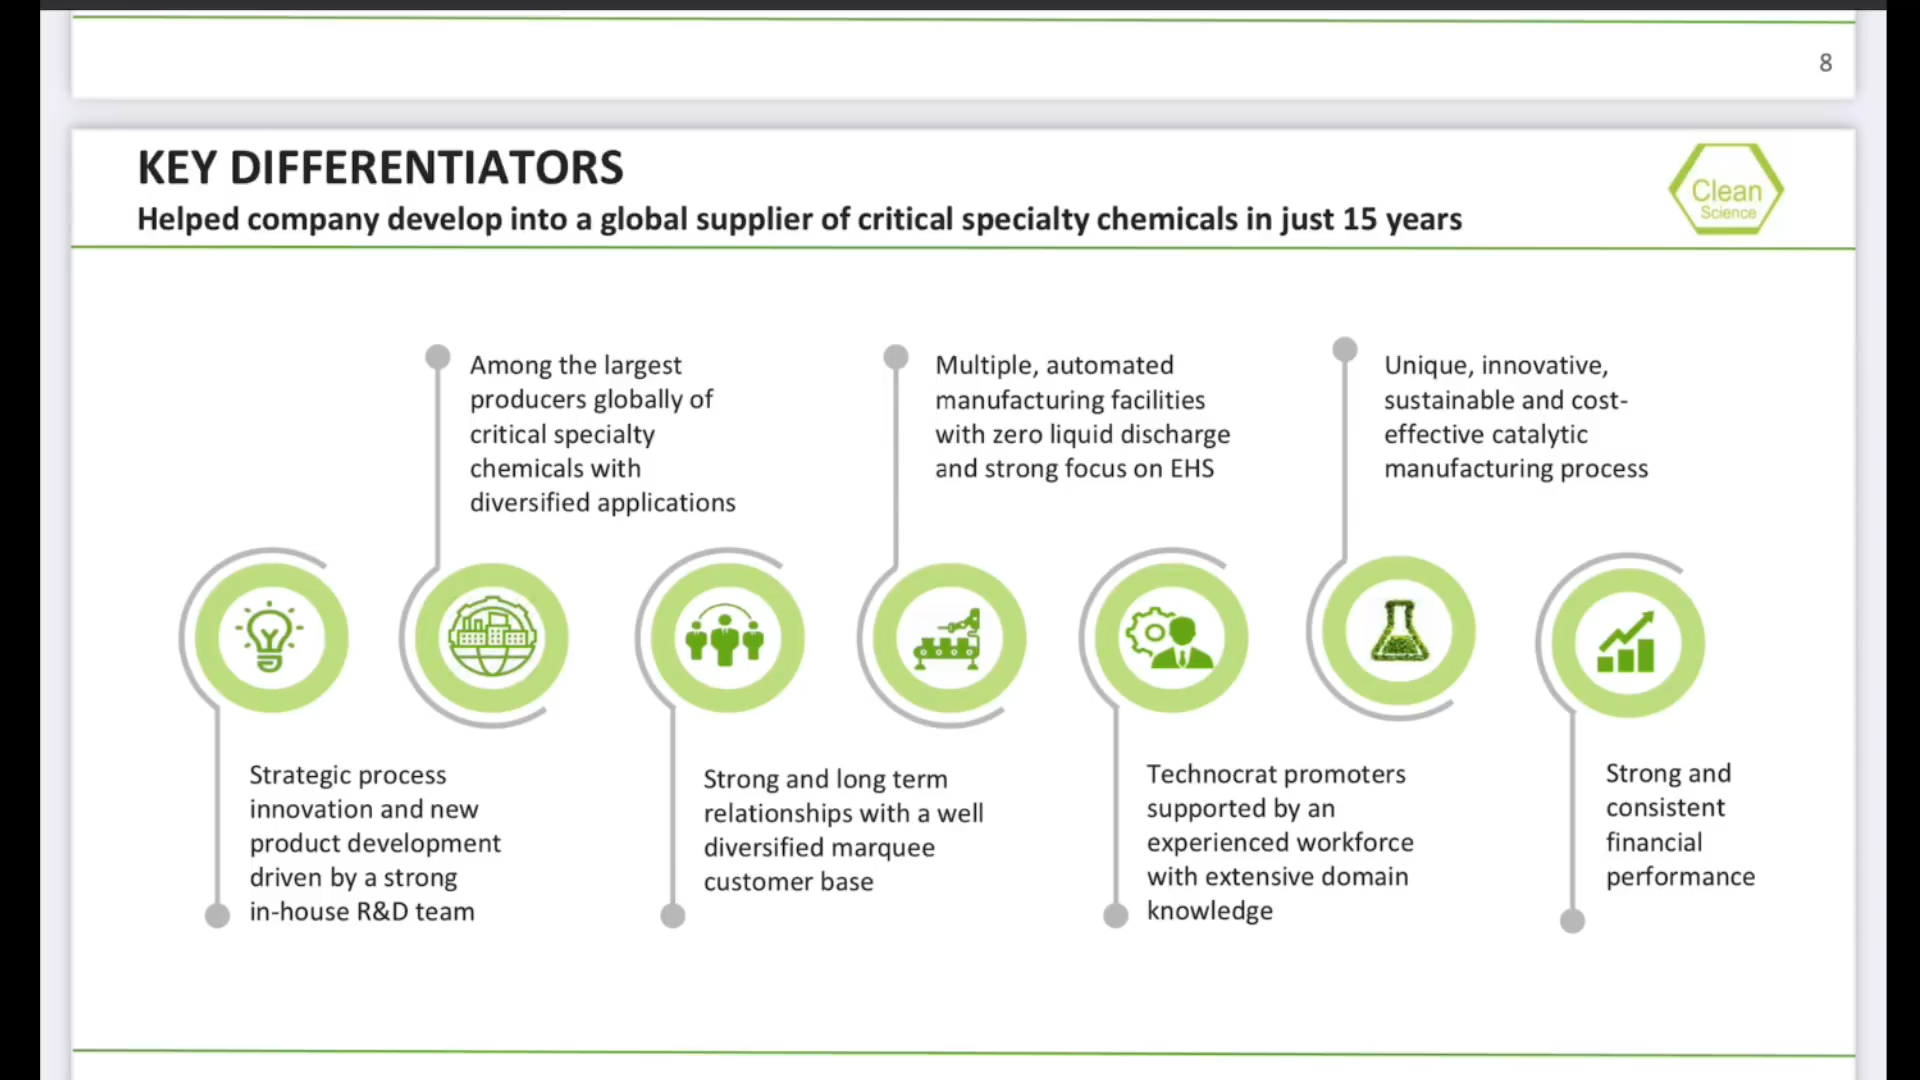 8
KEY DIFFERENTIATORS
Helped company develop into a global supplier of critical specialty chemicals in just 15 years
Clean
Science
Among the largest
producers globally of
critical specialty
chemicals with
diversified applications
Multiple, automated
manufacturing facilities
with zero liquid discharge
and strong focus on EHS
Unique, innovative,
sustainable and cost-
effective catalytic
manufacturing process
Strategic process
innovation and new
product development
driven by a strong
in-house R&D team
Strong and long term
relationships with a well
diversified marquee
customer base
Technocrat promoters
supported by an
experienced workforce
with extensive domain
knowledge
Strong and
consistent
financial
performance